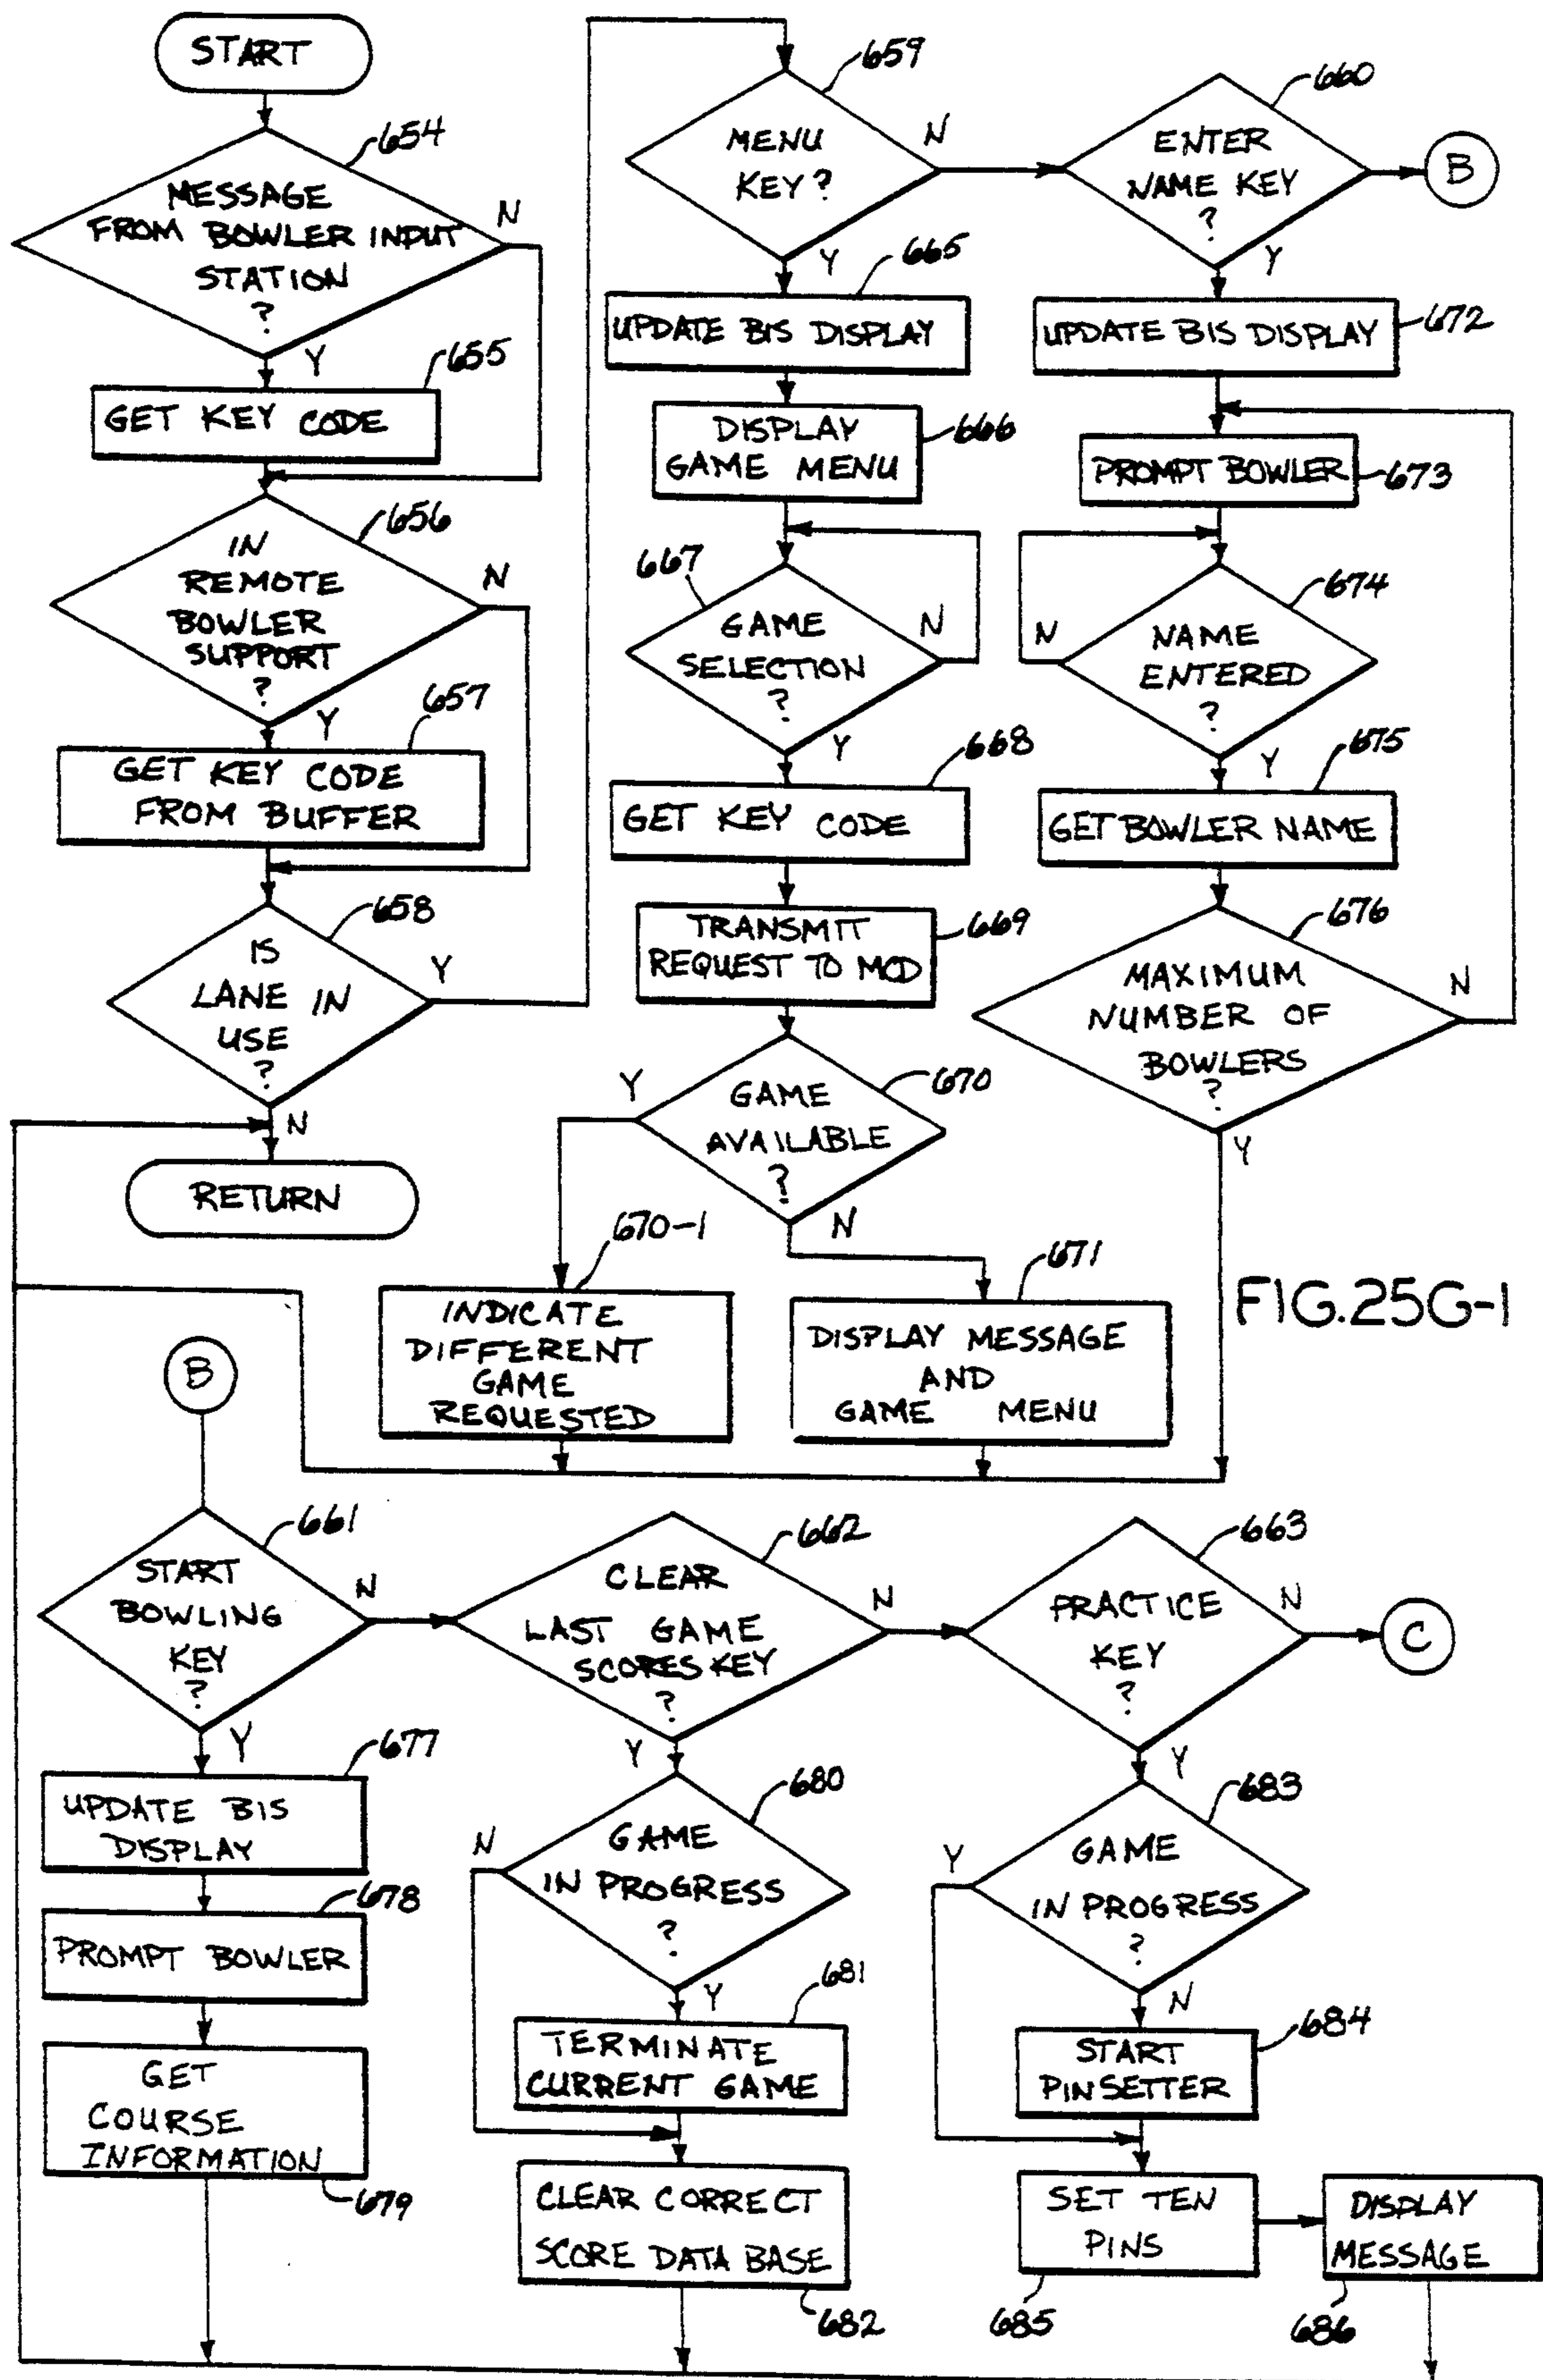 START
654
MESSAGE
FROM BOWLER INPUT
STATION
?
N
Y
655
GET KEY CODE
656
IN
REMOTE
BOWLER
SUPPORT
?
N
Y
657
GET KEY CODE
FROM BUFFER
658
IS
LANE IN
USE
?
Y
N
RETURN
659
MENU
KEY?
N
Y
665
UPDATE BIS DISPLAY
DISPLAY
GAME MENU
666
667
GAME
SELECTION
?
N
Y
668
GET KEY CODE
TRANSMIT
REQUEST TO MCD
669
670
GAME
AVAILABLE
?
Y
N
670-1
INDICATE
DIFFERENT
GAME
REQUESTED
671
DISPLAY MESSAGE
AND
GAME MENU
660
ENTER
NAME KEY
?
B
Y
UPDATE BIS DISPLAY
672
PROMPT BOWLER
673
674
NAME
ENTERED
?
N
Y
675
GET BOWLER NAME
676
MAXIMUM
NUMBER OF
BOWLERS
?
N
Y
FIG.25G-1
B
661
START
BOWLING
KEY
?
N
Y
677
UPDATE BIS
DISPLAY
678
PROMPT BOWLER
GET
COURSE
INFORMATION
679
662
CLEAR
LAST GAME
SCORES KEY
?
N
Y
680
GAME
IN PROGRESS
?
N
Y
681
TERMINATE
CURRENT GAME
CLEAR CORRECT
SCORE DATA BASE
682
663
PRACTICE
KEY
?
N
C
Y
683
GAME
IN PROGRESS
?
Y
N
684
START
PINSETTER
SET TEN
PINS
685
DISPLAY
MESSAGE
686